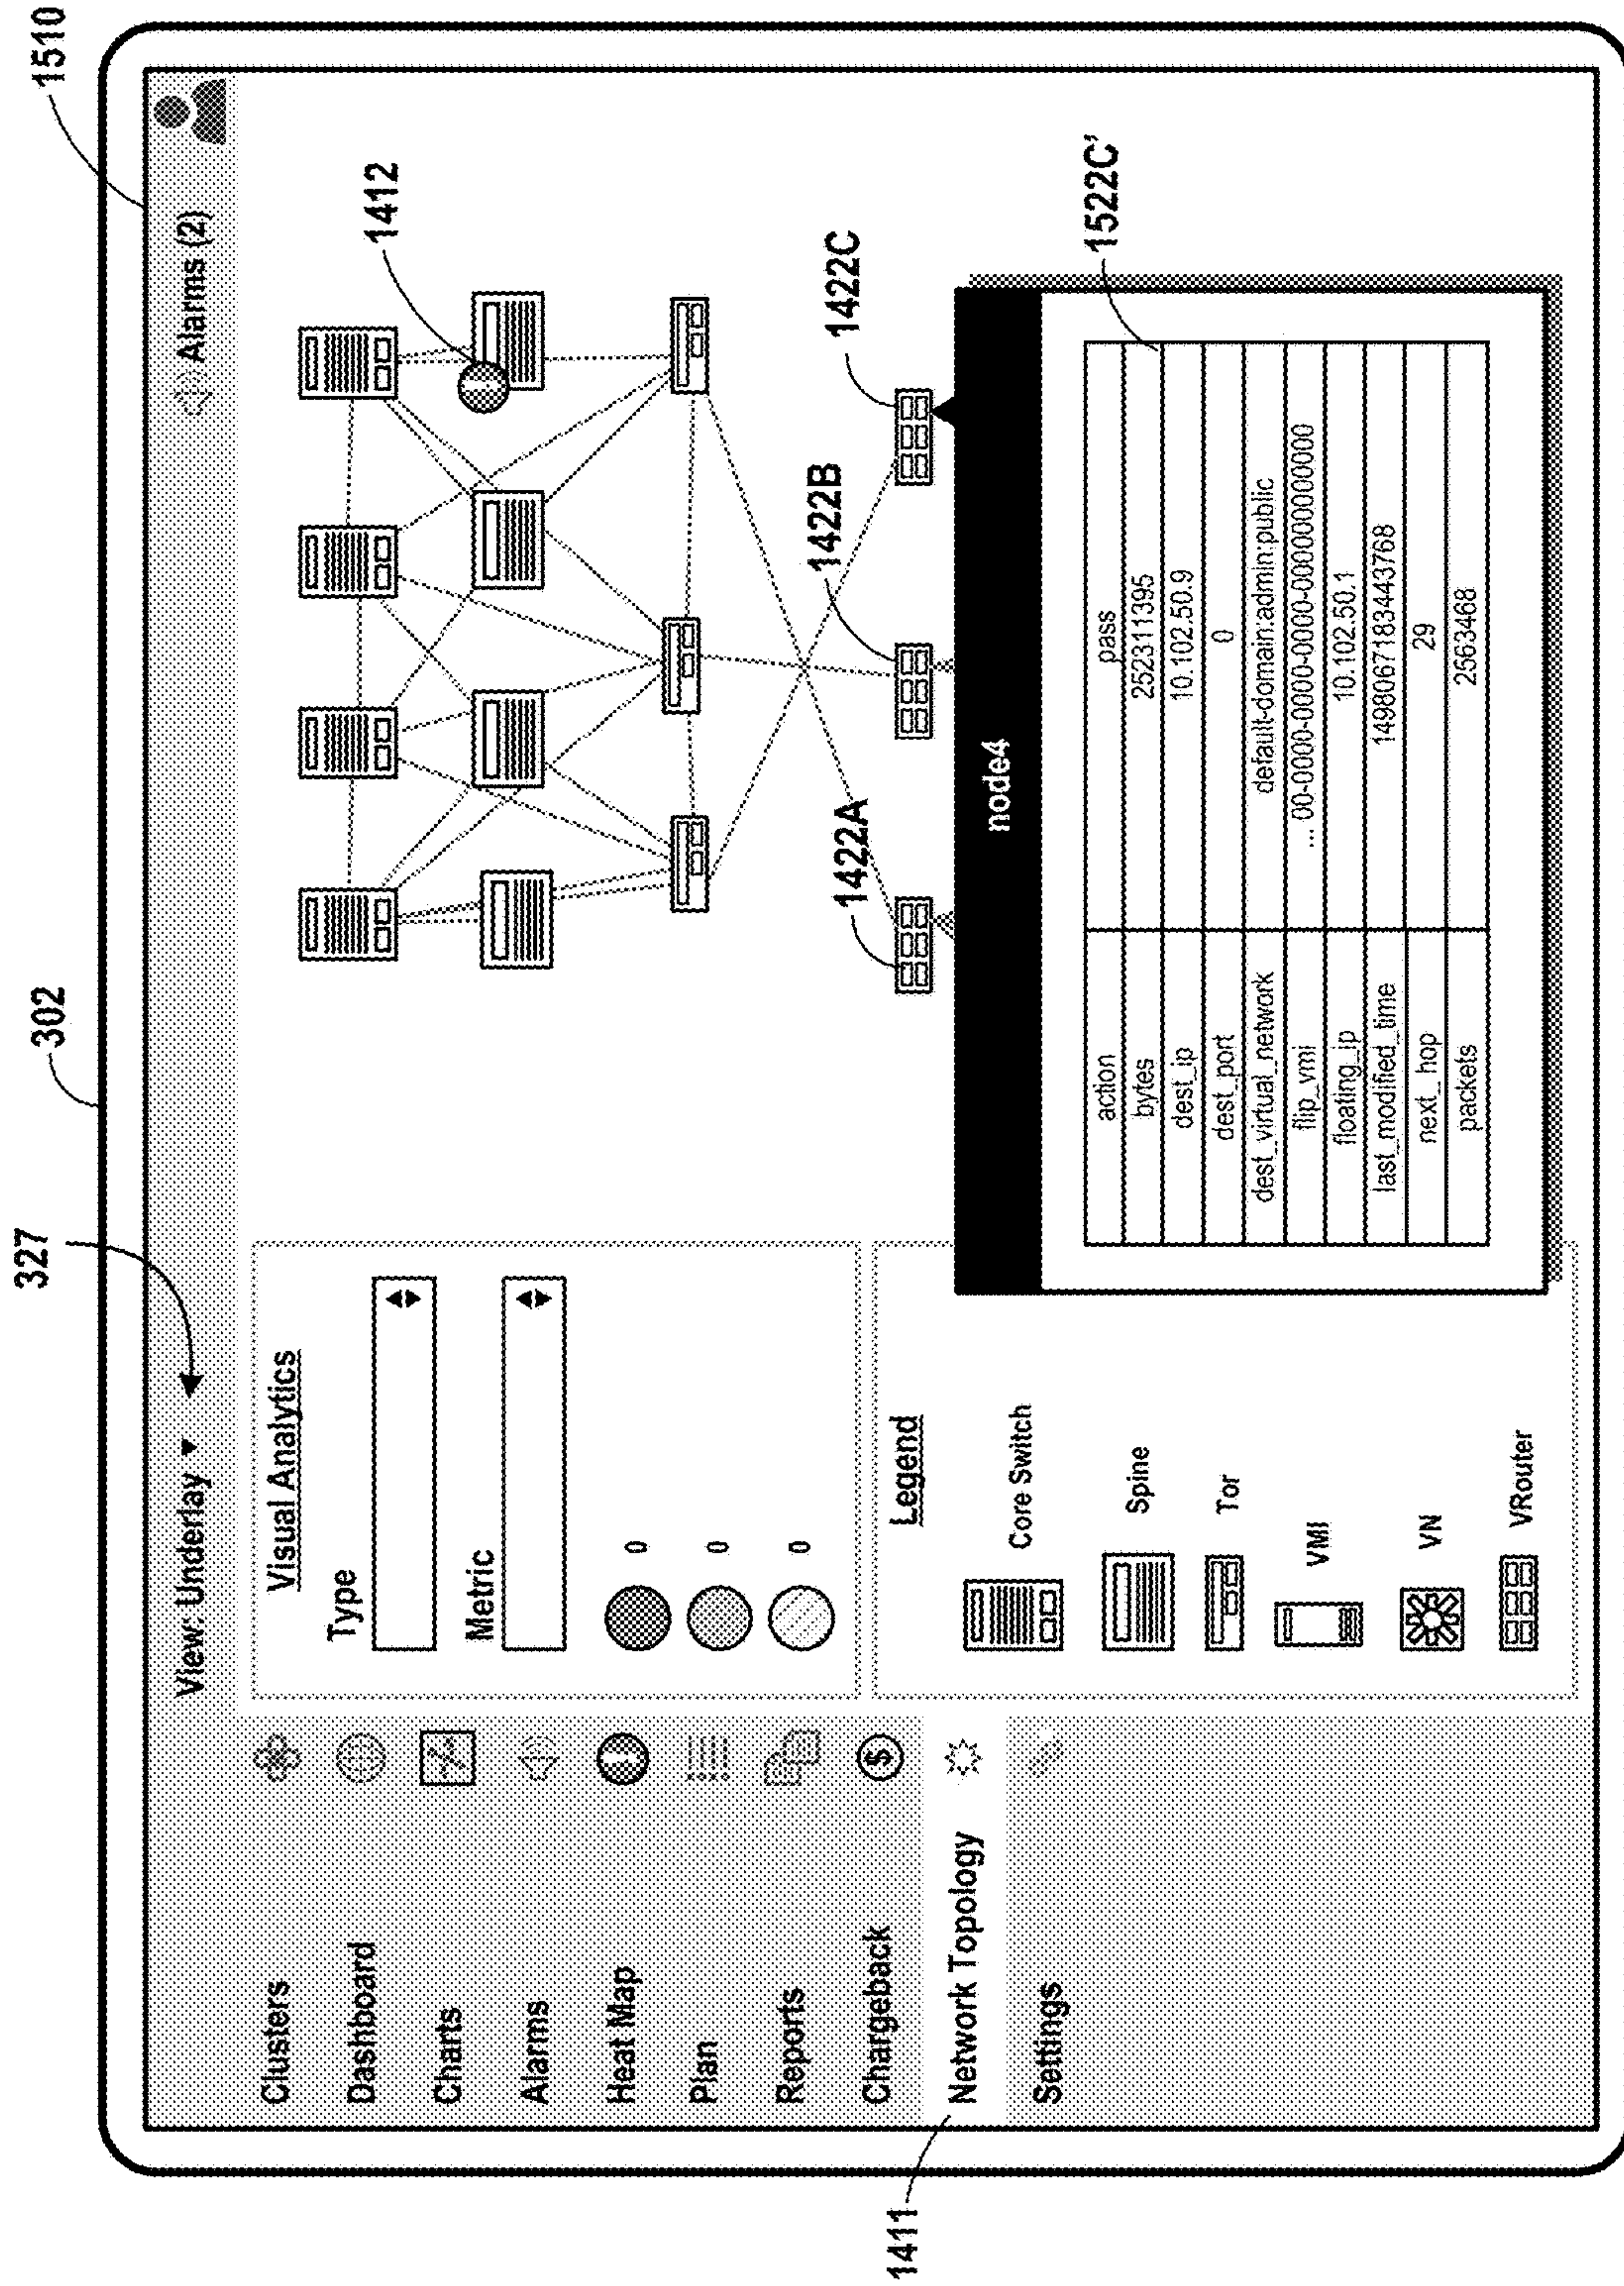 327
302
1510
View: Underlay
Alarms (2)
Clusters
Dashboard
Charts
Alarms
Heat Map
Plan
Reports
Chargeback
$
Network Topology
1411
Settings
Visual Analytics
Type
Metric
0
0
0
Legend
Core Switch
Spine
Tor
VMI
VN
VRouter
1412
1422A
1422B
1422C
node4
1522C'
action pass
bytes 252311395
dest_ip 10.102.50.9
dest_port 0
dest_virtual_network default-domain:admin:public
flip_vmi ... 00-0000-0000-0000-000000000000
floating_ip 10.102.50.1
last_modified_time 1498067183443768
next_hop 29
packets 2563468